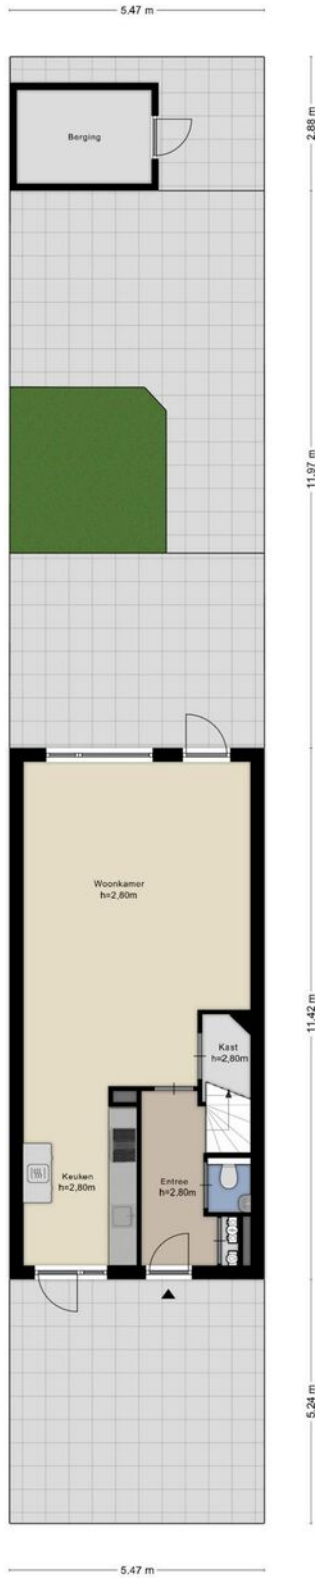 5.47 m
2.88 m
Berging
11.97 m
Woonkamer
h=2,80m
11.42 m
Kast
h=2,80m
Keuken
h=2,80m
Entree
h=2,80m
5.24 m
5.47 m